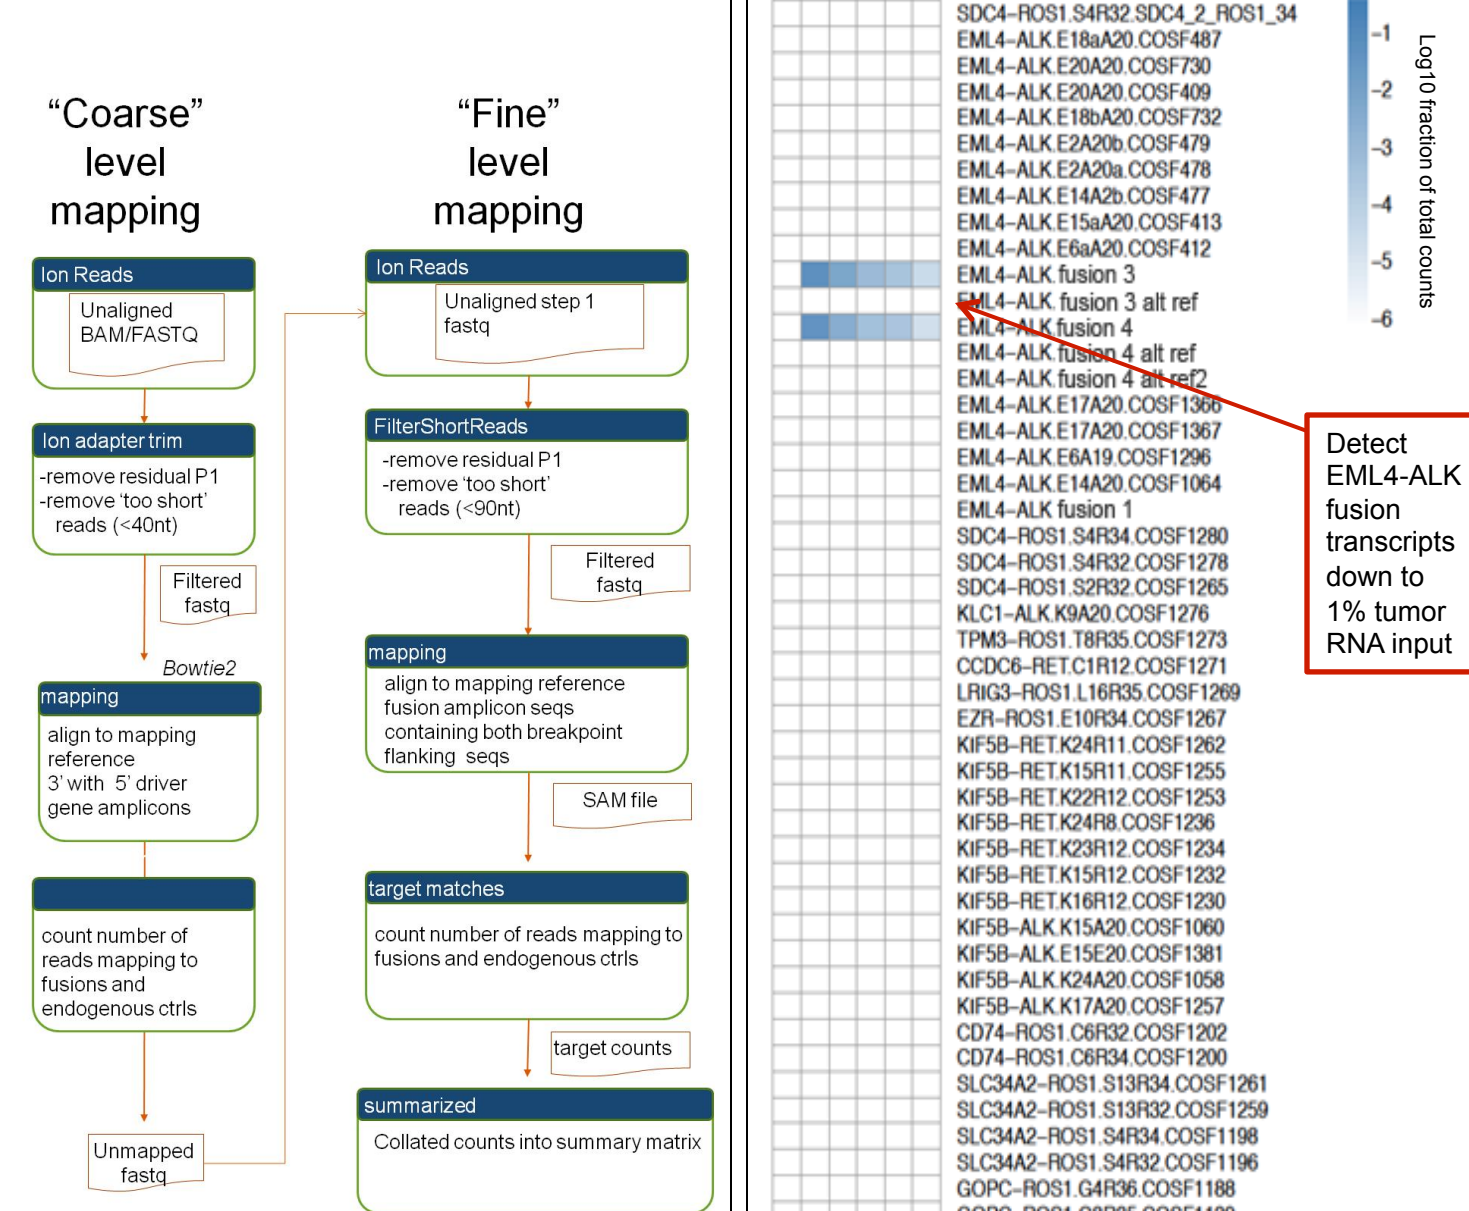 "Coarse"
level
mapping
Ion Reads
Unaligned
BAM/FASTQ
Ion adapter trim
-remove residual P1
-remove 'too short'
reads (<40nt)
Filtered
fastq
Bowtie2
mapping
align to mapping
reference
3' with 5' driver
gene amplicons
count number of
reads mapping to
fusions and
endogenous ctrls
Unmapped
fastq
"Fine"
level
mapping
Ion Reads
Unaligned step 1
fastq
FilterShortReads
-remove residual P1
-remove 'too short'
reads (<90nt)
Filtered
fastq
mapping
align to mapping reference
fusion amplicon seqs
containing both breakpoint
flanking seqs
SAM file
target matches
count number of reads mapping to
fusions and endogenous ctrls
target counts
summarized
Collated counts into summary matrix
SDC4-ROS1.S4R32.SDC4_2_ROS1_34
EML4-ALK.E18aA20.COSF487
EML4-ALK.E20A20.COSF730
EML4-ALK.E20A20.COSF409
EML4-ALK.E18bA20.COSF732
EML4-ALK.E2A20b.COSF479
EML4-ALK.E2A20a.COSF478
EML4-ALK.E14A2b.COSF477
EML4-ALK.E15aA20.COSF413
EML4-ALK.E6aA20.COSF412
EML4-ALK fusion 3
EML4-ALK. fusion 3 alt ref
EML4-ALK fusion 4
EML4-ALK. fusion 4 alt ref
EML4-ALK fusion 4 alt ref2
EML4-ALK.E17A20.COSF1366
EML4-ALK.E17A20.COSF1367
EML4-ALK.E6A19.COSF1296
EML4-ALK.E14A20.COSF1064
EML4-ALK fusion 1
SDC4-ROS1.S4R34.COSF1280
SDC4-ROS1.S4R32.COSF1278
SDC4-ROS1.S2R32.COSF1265
KLC1-ALK.K9A20.COSF1276
TPM3-ROS1.T8R35.COSF1273
CCDC6-RET.C1R12.COSF1271
LRIG3-ROS1.L16R35.COSF1269
EZR-ROS1.E10R34.COSF1267
KIF5B-RET.K24R11.COSF1262
KIF5B-RET.K15R11.COSF1255
KIF5B-RET.K22R12.COSF1253
KIF5B-RET.K24R8.COSF1236
KIF5B-RET.K23R12.COSF1234
KIF5B-RET.K15R12.COSF1232
KIF5B-RET.K16R12.COSF1230
KIF5B-ALK.K15A20.COSF1060
KIF5B-ALK.E15E20.COSF1381
KIF5B-ALK.K24A20.COSF1058
KIF5B-ALK.K17A20.COSF1257
CD74-ROS1.C6R32.COSF1202
CD74-ROS1.C6R34.COSF1200
SLC34A2-ROS1.S13R34.COSF1261
SLC34A2-ROS1.S13R32.COSF1259
SLC34A2-ROS1.S4R34.COSF1198
SLC34A2-ROS1.S4R32.COSF1196
GOPC-ROS1.G4R36.COSF1188
-1
-2
-3
-4
-5
-6
Log10 fraction of total counts
Detect
EML4-ALK
fusion
transcripts
down to
1% tumor
RNA input